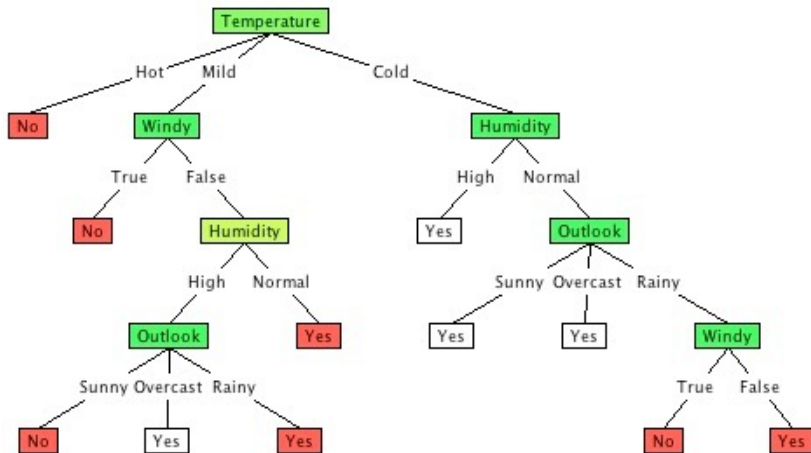 Temperature
Hot Mild Cold
No Windy Humidity
True False High Normal
No Humidity Yes Outlook
High Normal Sunny Overcast Rainy
Outlook Yes Yes Yes Windy
Sunny Overcast Rainy True False
No Yes Yes No Yes